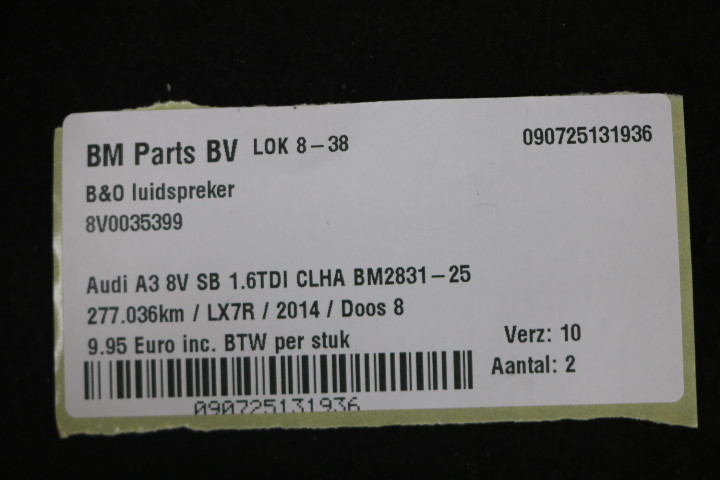 BM Parts BV LOK 8-38 090725131936
B&O luidspreker
8V0035399
Audi A3 8V SB 1.6TDI CLHA BM2831-25
277.036km / LX7R / 2014 / Doos 8
9.95 Euro inc. BTW per stuk
Verz: 10
Aantal: 2
090725131936